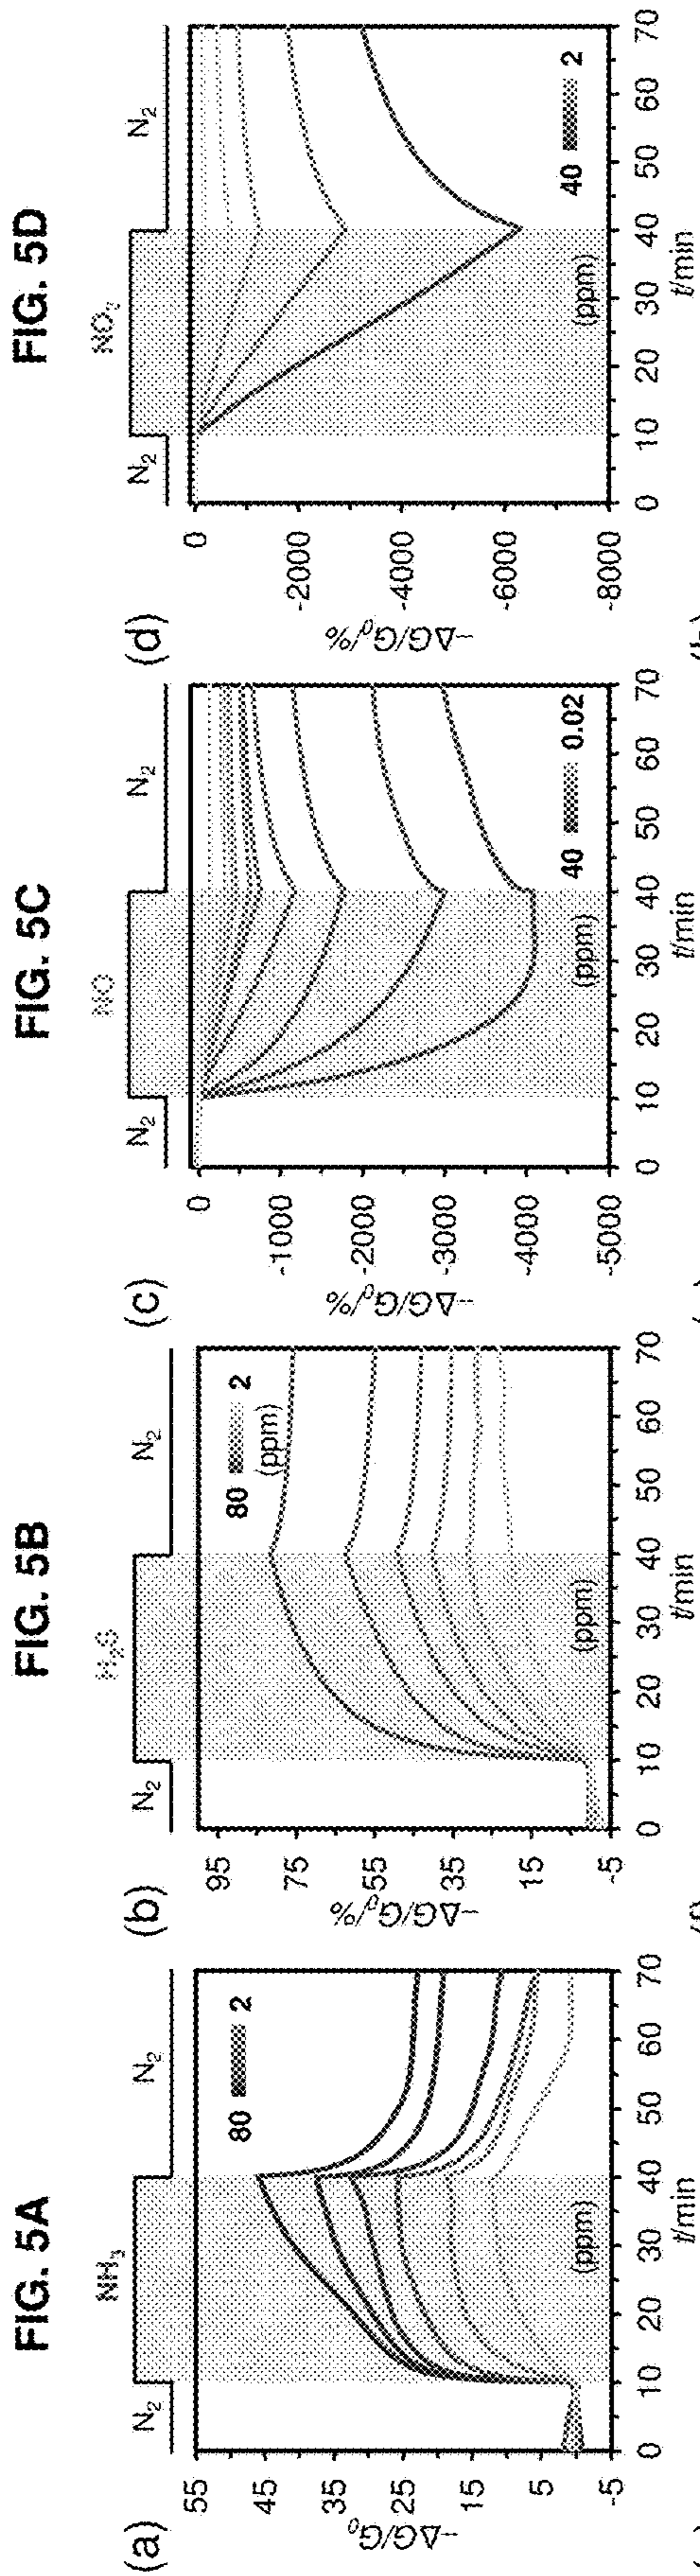 FIG. 5A
(a)
N2
NH3
N2
80 2
(ppm)
−ΔG/G0
55
45
35
25
15
5
-5
0 10 20 30 40 50 60 70
t/min
FIG. 5B
(b)
N2
H2S
N2
80 2
(ppm)
(ppm)
−ΔG/G0/%
95
75
55
35
15
-5
0 10 20 30 40 50 60 70
t/min
FIG. 5C
(c)
N2
NO
N2
40 0.02
(ppm)
−ΔG/G0/%
0
-1000
-2000
-3000
-4000
-5000
0 10 20 30 40 50 60 70
t/min
FIG. 5D
(d)
N2
NO2
N2
40 2
(ppm)
−ΔG/G0/%
0
-2000
-4000
-6000
-8000
0 10 20 30 40 50 60 70
t/min